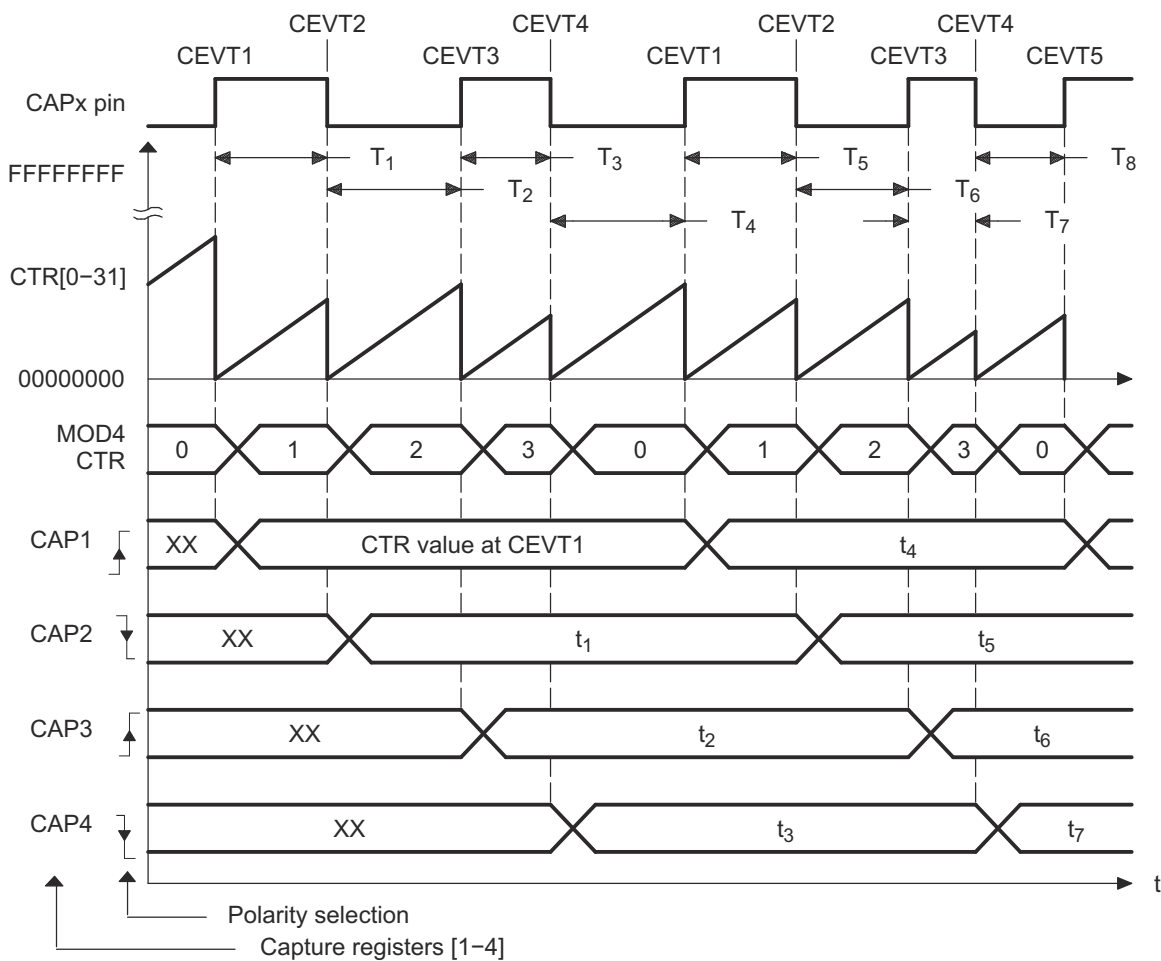 CEVT2 CEVT4 CEVT2 CEVT4
CEVT1 CEVT3 CEVT1 CEVT3 CEVT5
CAPx pin
T1 T3 T5 T8
FFFFFFFF
T2 T6
T4 T7
CTR[0−31]
00000000
MOD4
CTR
0 1 2 3 0 1 2 3 0
CAP1 XX CTR value at CEVT1 t4
CAP2 XX t1 t5
CAP3 XX t2 t6
CAP4 XX t3 t7
t
Polarity selection
Capture registers [1−4]